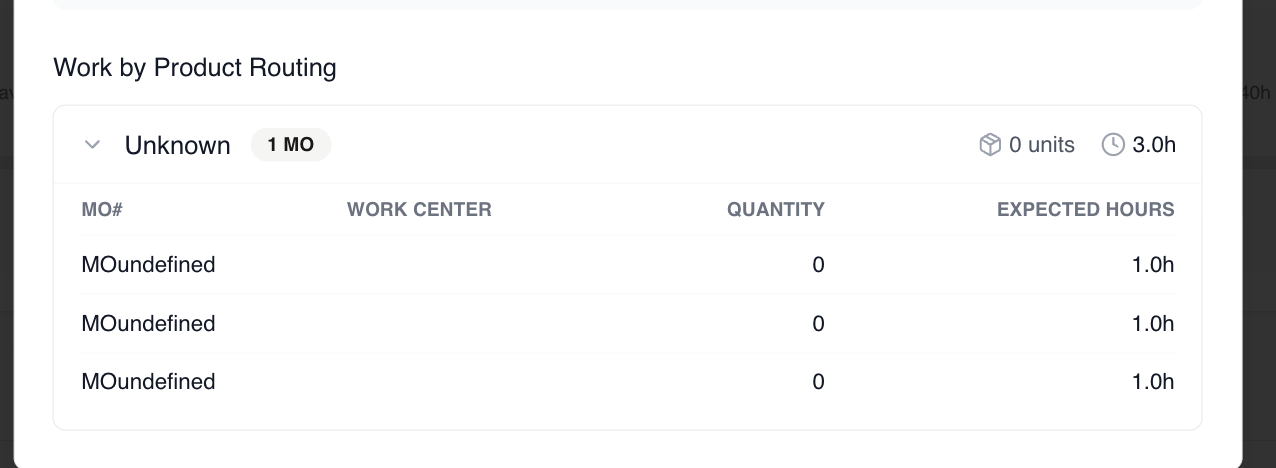 Work by Product Routing
Unknown 1 MO 0 units 3.0h
MO# WORK CENTER QUANTITY EXPECTED HOURS
MOundefined 0 1.0h
MOundefined 0 1.0h
MOundefined 0 1.0h
40h